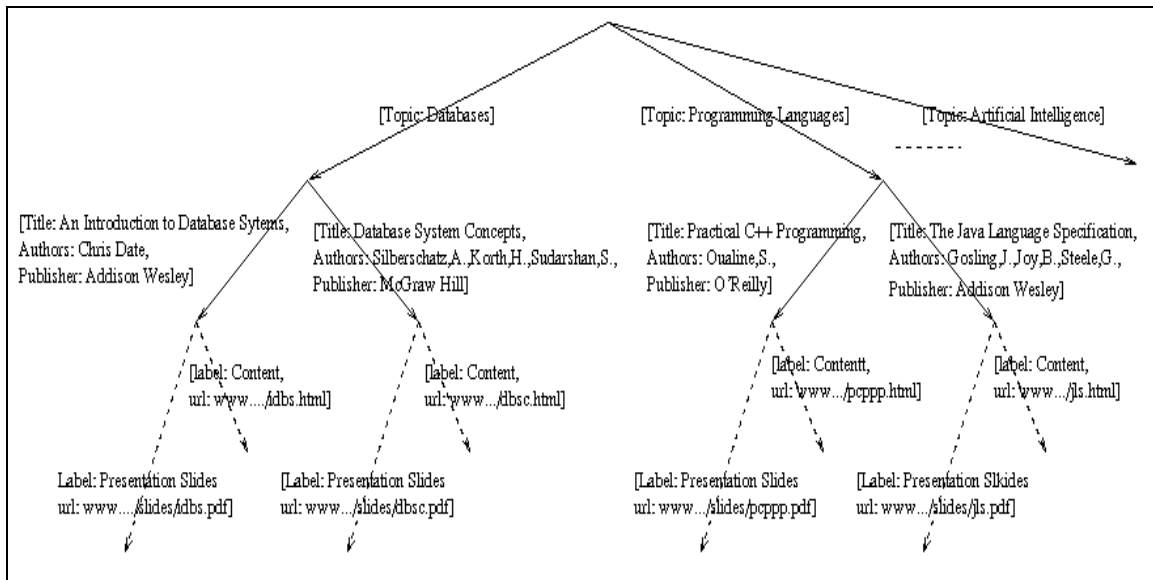 [Topic: Databases]
[Topic: Programming Languages]
[Topic: Artificial Intelligence]
[Title: An Introduction to Database Sytems,
Authors: Chris Date,
Publisher: Addison Wesley]
[Title: Database System Concepts,
Authors: Silberschatz,A.,Korth,H.,Sudarshan,S.,
Publisher: McGraw Hill]
[Title: Practical C++ Programming,
Authors: Oualine,S.,
Publisher: O'Reilly]
[Title: The Java Language Specification,
Authors: Gosling,J.,Joy,B.,Steele,G.,
Publisher: Addison Wesley]
[label: Content,
url: www..../idbs.html]
[label: Content,
url: www.../dbsc.html]
[label: Contentt,
url: www.../pcppp.html]
[label: Content,
url: www.../jls.html]
Label: Presentation Slides
url: www..../slides/idbs.pdf]
[Label: Presentation Slides
url: www.../slides/dbsc.pdf]
[Label: Presentation Slides
url: www.../slides/pcppp.pdf]
[Label: Presentation Slkides
url: www.../slides/jls.pdf]